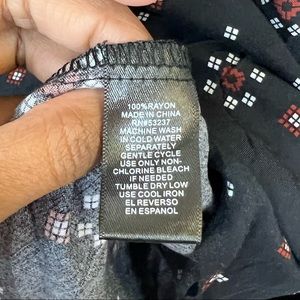 100%RAYON
MADE IN CHINA
RN#53237
MACHINE WASH
IN COLD WATER
SEPARATELY
GENTLE CYCLE
USE ONLY NON-
CHLORINE BLEACH
IF NEEDED
TUMBLE DRY LOW
USE COOL IRON
EL REVERSO
EN ESPANOL